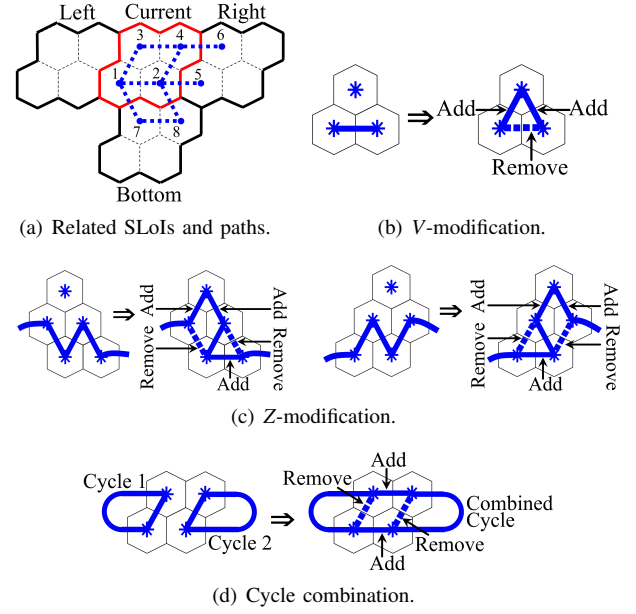 Left Current Right
3 4 6
1 2 5
7 8
Bottom
(a) Related SLoIs and paths.
⇒
Add Add
Remove
(b) V-modification.
⇒
Add
Remove
Add
Remove
Add
⇒
Add
Remove
Add
Remove
Add
(c) Z-modification.
Cycle 1
Cycle 2
⇒
Add
Remove
Combined
Cycle
Remove
Add
(d) Cycle combination.